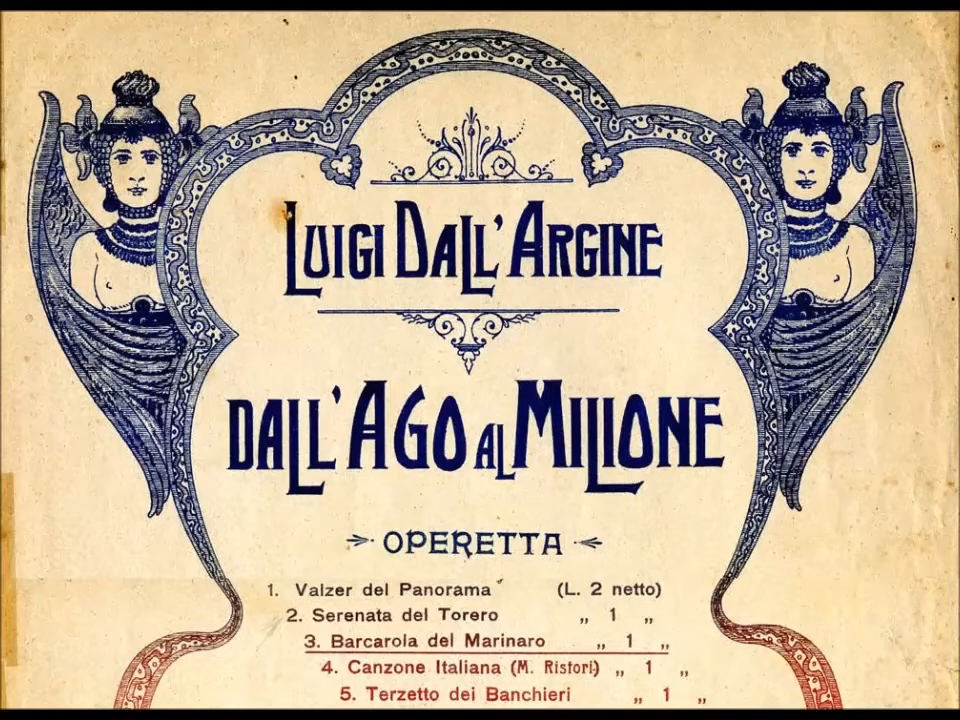 LUIGI DALL'ARGINE
DALL'AGO AL MILIONE
OPERETTA
1. Valzer del Panorama (L. 2 netto)
2. Serenata del Torero „ 1 „
3. Barcarola del Marinaro „ 1 „
4. Canzone Italiana (M. Ristori) „ 1 „
5. Terzetto dei Banchieri „ 1 „